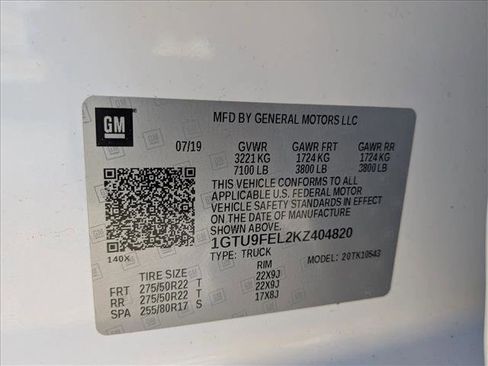 GM
MFD BY GENERAL MOTORS LLC
07/19 GVWR GAWR FRT GAWR RR
3221 KG 1724 KG 1724 KG
7100 LB 3800 LB 3800 LB
THIS VEHICLE CONFORMS TO ALL
APPLICABLE U.S. FEDERAL MOTOR
VEHICLE SAFETY STANDARDS IN EFFECT
ON THE DATE OF MANUFACTURE
1GTU9FEL2KZ404820
140X
TYPE: TRUCK MODEL: 20TK10543
TIRE SIZE RIM
FRT 275/50R22 T 22X9J
RR 275/50R22 T 22X9J
SPA 255/80R17 S 17X8J